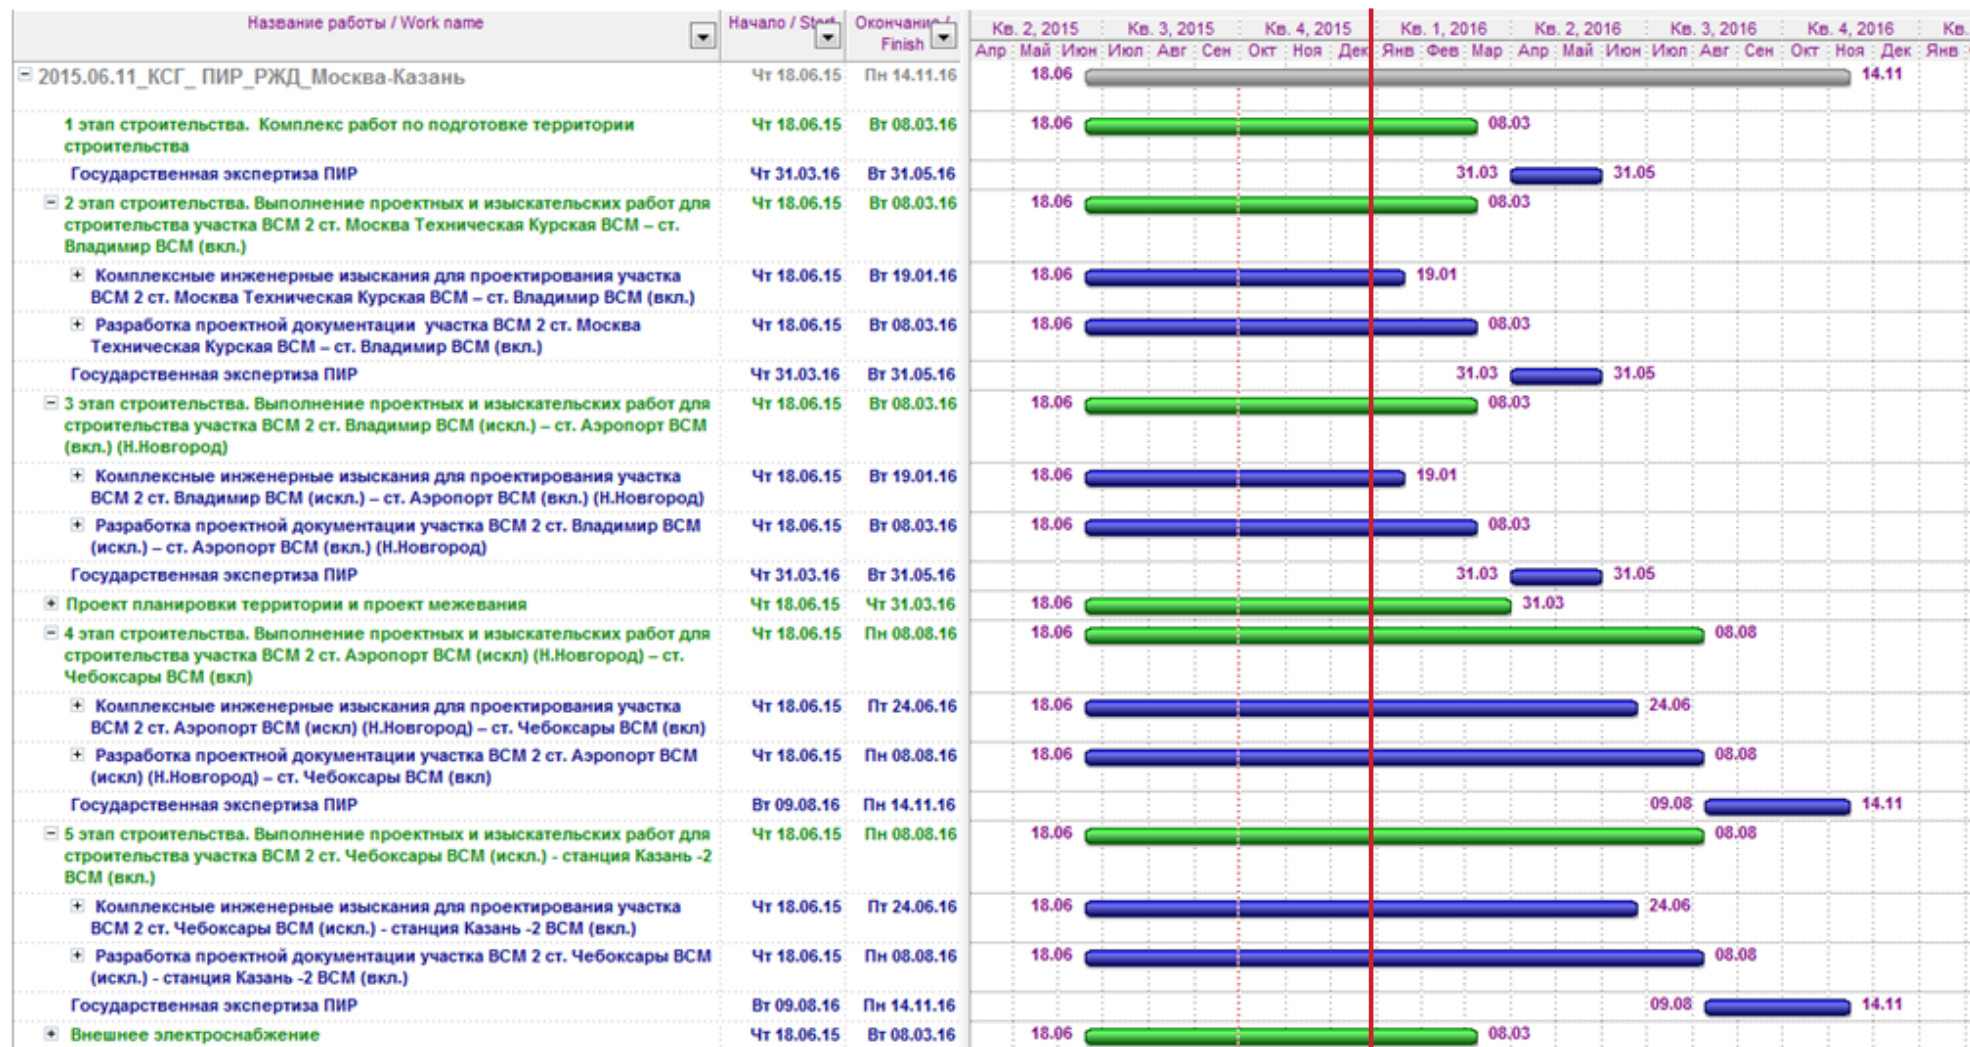 Название работы / Work name
Начало / Start
Окончание /
Finish
Кв. 2, 2015 Кв. 3, 2015 Кв. 4, 2015 Кв. 1, 2016 Кв. 2, 2016 Кв. 3, 2016 Кв. 4, 2016 Кв.
Апр Май Июн Июл Авг Сен Окт Ноя Дек Янв Фев Мар Апр Май Июн Июл Авг Сен Окт Ноя Дек Янв
2015.06.11_КСГ_ ПИР_РЖД_Москва-Казань Чт 18.06.15 Пн 14.11.16 18.06 14.11
1 этап строительства. Комплекс работ по подготовке территории Чт 18.06.15 Вт 08.03.16 18.06 08.03
строительства
Государственная экспертиза ПИР Чт 31.03.16 Вт 31.05.16 31.03 31.05
2 этап строительства. Выполнение проектных и изыскательских работ для Чт 18.06.15 Вт 08.03.16 18.06 08.03
строительства участка ВСМ 2 ст. Москва Техническая Курская ВСМ – ст.
Владимир ВСМ (вкл.)
Комплексные инженерные изыскания для проектирования участка Чт 18.06.15 Вт 19.01.16 18.06 19.01
ВСМ 2 ст. Москва Техническая Курская ВСМ – ст. Владимир ВСМ (вкл.)
Разработка проектной документации участка ВСМ 2 ст. Москва Чт 18.06.15 Вт 08.03.16 18.06 08.03
Техническая Курская ВСМ – ст. Владимир ВСМ (вкл.)
Государственная экспертиза ПИР Чт 31.03.16 Вт 31.05.16 31.03 31.05
3 этап строительства. Выполнение проектных и изыскательских работ для Чт 18.06.15 Вт 08.03.16 18.06 08.03
строительства участка ВСМ 2 ст. Владимир ВСМ (искл.) – ст. Аэропорт ВСМ
(вкл.) (Н.Новгород)
Комплексные инженерные изыскания для проектирования участка Чт 18.06.15 Вт 19.01.16 18.06 19.01
ВСМ 2 ст. Владимир ВСМ (искл.) – ст. Аэропорт ВСМ (вкл.) (Н.Новгород)
Разработка проектной документации участка ВСМ 2 ст. Владимир ВСМ Чт 18.06.15 Вт 08.03.16 18.06 08.03
(искл.) – ст. Аэропорт ВСМ (вкл.) (Н.Новгород)
Государственная экспертиза ПИР Чт 31.03.16 Вт 31.05.16 31.03 31.05
Проект планировки территории и проект межевания Чт 18.06.15 Чт 31.03.16 18.06 31.03
4 этап строительства. Выполнение проектных и изыскательских работ для Чт 18.06.15 Пн 08.08.16 18.06 08.08
строительства участка ВСМ 2 ст. Аэропорт ВСМ (искл) (Н.Новгород) – ст.
Чебоксары ВСМ (вкл)
Комплексные инженерные изыскания для проектирования участка Чт 18.06.15 Пт 24.06.16 18.06 24.06
ВСМ 2 ст. Аэропорт ВСМ (искл) (Н.Новгород) – ст. Чебоксары ВСМ (вкл)
Разработка проектной документации участка ВСМ 2 ст. Аэропорт ВСМ Чт 18.06.15 Пн 08.08.16 18.06 08.08
(искл) (Н.Новгород) – ст. Чебоксары ВСМ (вкл)
Государственная экспертиза ПИР Вт 09.08.16 Пн 14.11.16 09.08 14.11
5 этап строительства. Выполнение проектных и изыскательских работ для Чт 18.06.15 Пн 08.08.16 18.06 08.08
строительства участка ВСМ 2 ст. Чебоксары ВСМ (искл.) - станция Казань -2
ВСМ (вкл.)
Комплексные инженерные изыскания для проектирования участка Чт 18.06.15 Пт 24.06.16 18.06 24.06
ВСМ 2 ст. Чебоксары ВСМ (искл.) - станция Казань -2 ВСМ (вкл.)
Разработка проектной документации участка ВСМ 2 ст. Чебоксары ВСМ Чт 18.06.15 Пн 08.08.16 18.06 08.08
(искл.) - станция Казань -2 ВСМ (вкл.)
Государственная экспертиза ПИР Вт 09.08.16 Пн 14.11.16 09.08 14.11
Внешнее электроснабжение Чт 18.06.15 Вт 08.03.16 18.06 08.03